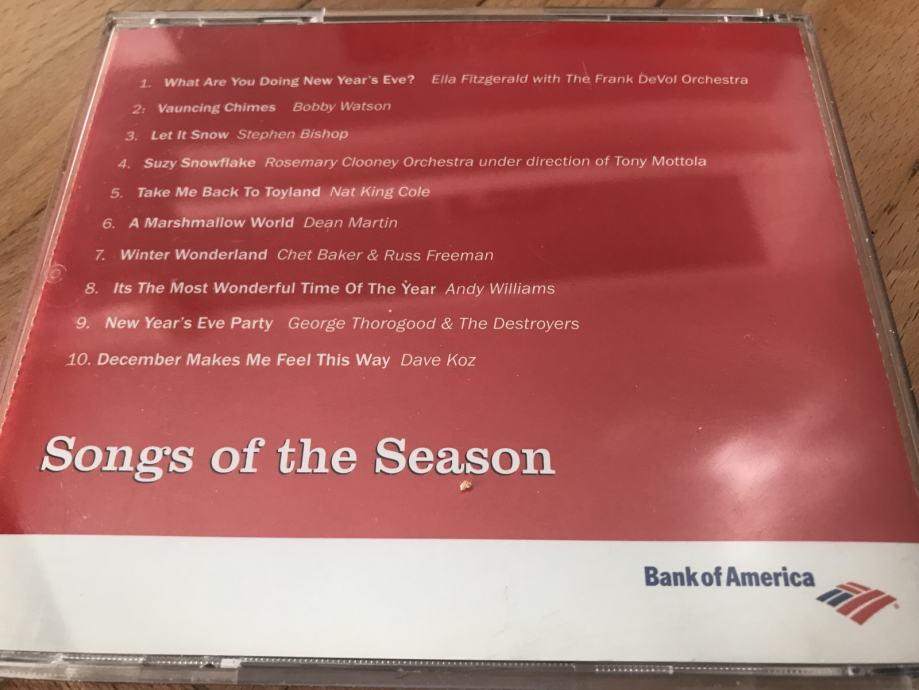 1. What Are You Doing New Year's Eve? Ella Fitzgerald with The Frank DeVol Orchestra
2. Vauncing Chimes Bobby Watson
3. Let It Snow Stephen Bishop
4. Suzy Snowflake Rosemary Clooney Orchestra under direction of Tony Mottola
5. Take Me Back To Toyland Nat King Cole
6. A Marshmallow World Dean Martin
7. Winter Wonderland Chet Baker & Russ Freeman
8. Its The Most Wonderful Time Of The Year Andy Williams
9. New Year's Eve Party George Thorogood & The Destroyers
10. December Makes Me Feel This Way Dave Koz
Songs of the Season
Bank of America